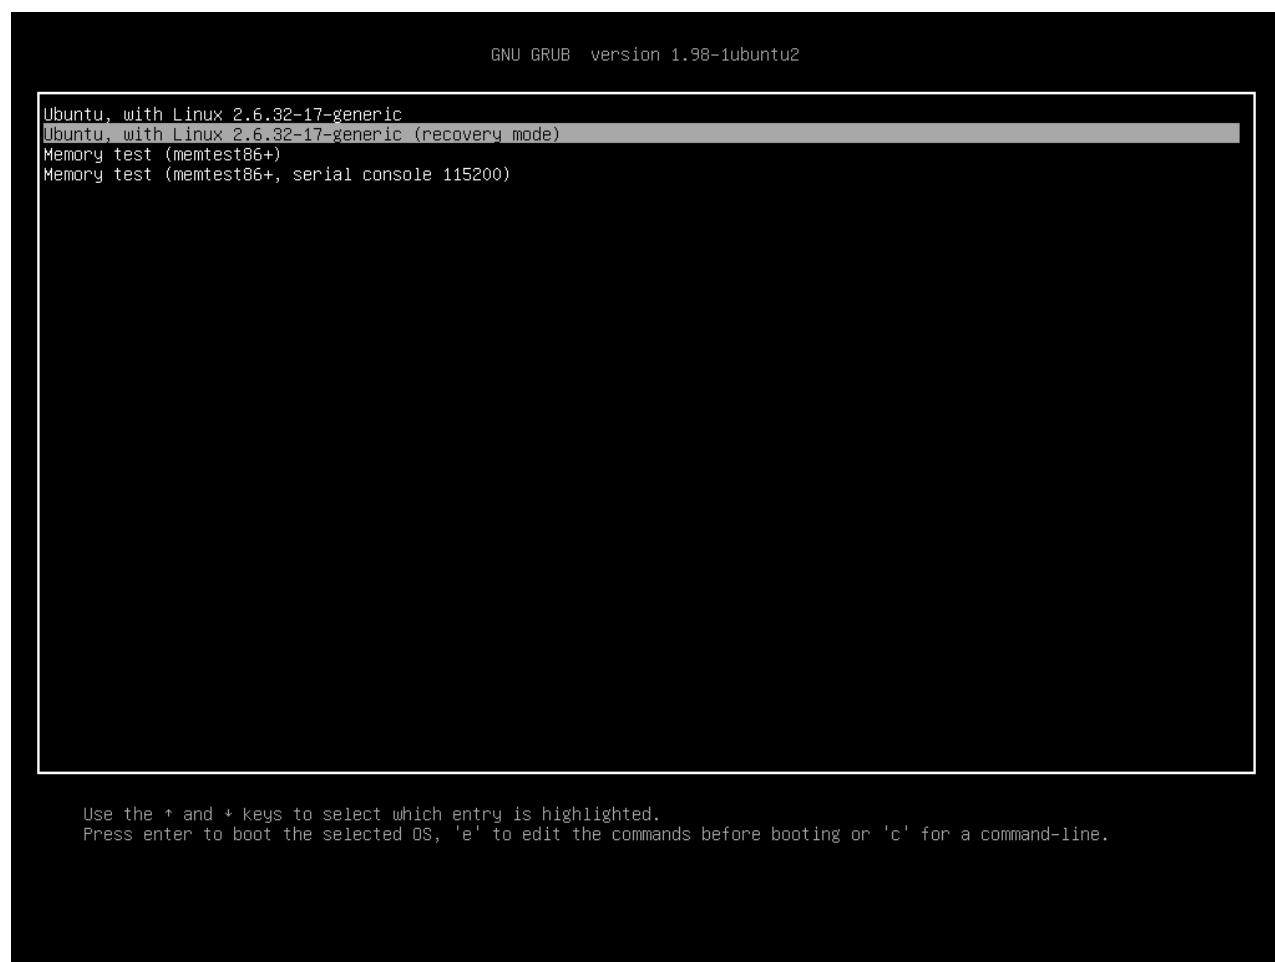 GNU GRUB  version 1.98-1ubuntu2
Ubuntu, with Linux 2.6.32-17-generic
Ubuntu, with Linux 2.6.32-17-generic (recovery mode)
Memory test (memtest86+)
Memory test (memtest86+, serial console 115200)
Use the ↑ and ↓ keys to select which entry is highlighted.
Press enter to boot the selected OS, 'e' to edit the commands before booting or 'c' for a command-line.